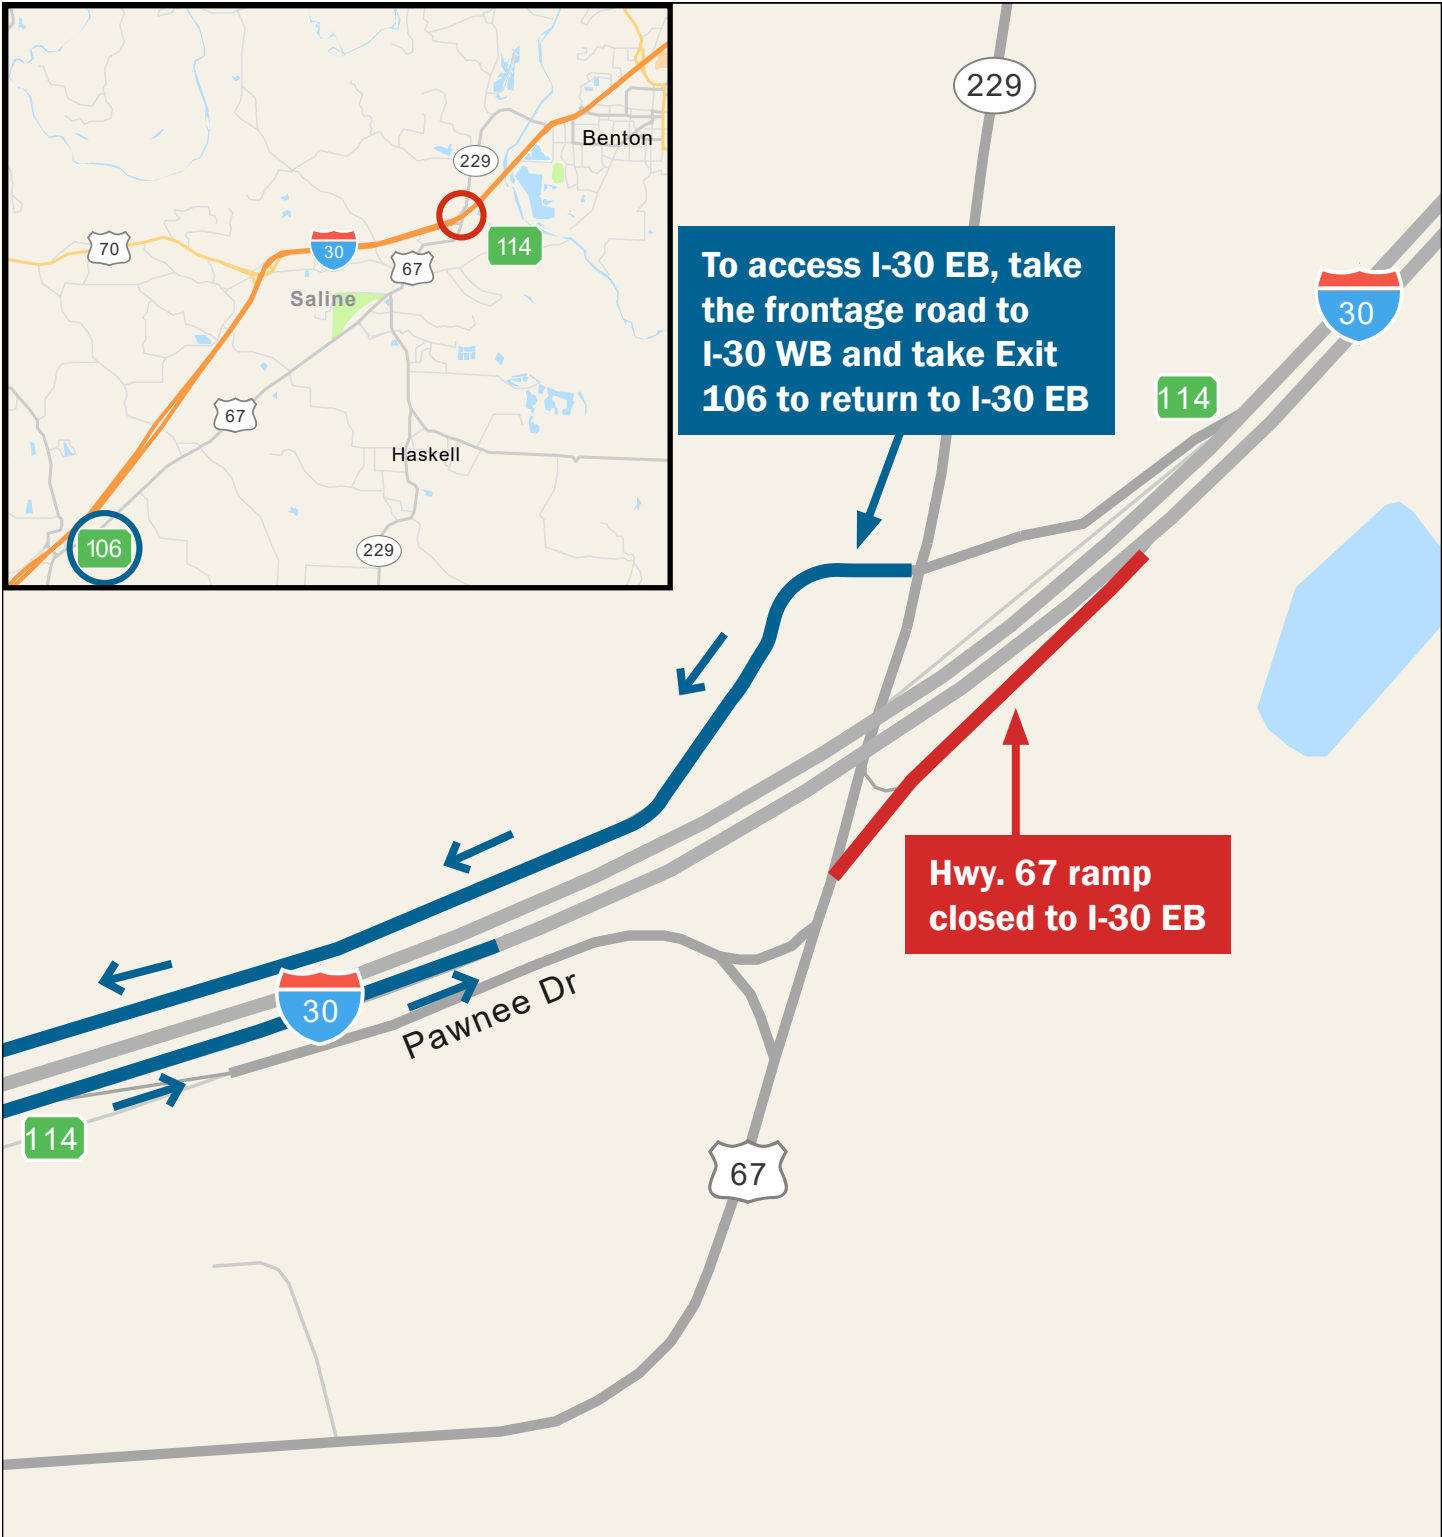 229
Benton
229
70
30
114
67
Saline
67
Haskell
106
229
To access I-30 EB, take
the frontage road to
I-30 WB and take Exit
106 to return to I-30 EB
30
114
Hwy. 67 ramp
closed to I-30 EB
30
Pawnee Dr
114
67